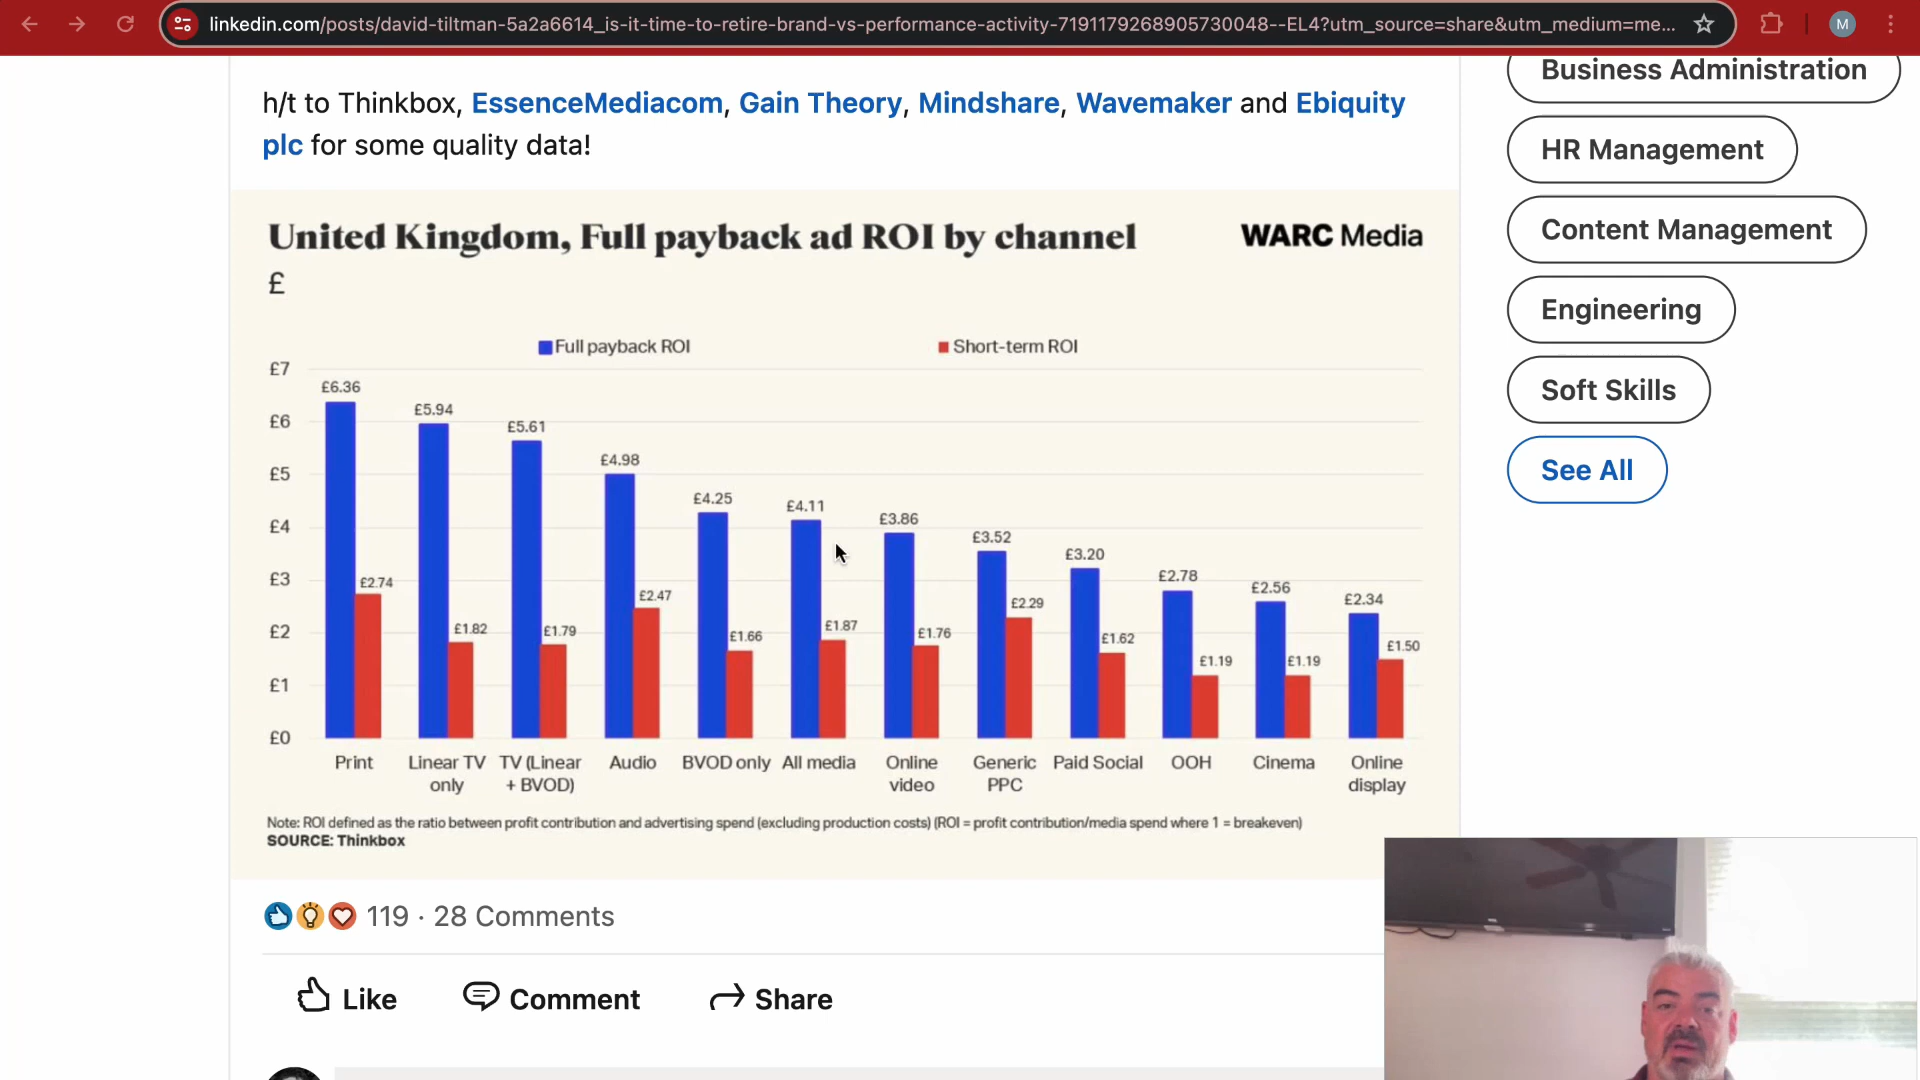 linkedin.com/posts/david-tiltman-5a2a6614_is-it-time-to-retire-brand-vs-performance-activity-7191179268905730048--EL4?utm_source=share&utm_medium=me...
M
h/t to Thinkbox, EssenceMediacom, Gain Theory, Mindshare, Wavemaker and Ebiquity
plc for some quality data!
United Kingdom, Full payback ad ROI by channel
WARC Media
£
Full payback ROI
Short-term ROI
£7
£6
£5
£4
£3
£2
£1
£0
£6.36
£2.74
£5.94
£1.82
£5.61
£1.79
£4.98
£2.47
£4.25
£1.66
£4.11
£1.87
£3.86
£1.76
£3.52
£2.29
£3.20
£1.62
£2.78
£1.19
£2.56
£1.19
£2.34
£1.50
Print
Linear TV
only
TV (Linear
+ BVOD)
Audio
BVOD only
All media
Online
video
Generic
PPC
Paid Social
OOH
Cinema
Online
display
Note: ROI defined as the ratio between profit contribution and advertising spend (excluding production costs) (ROI = profit contribution/media spend where 1 = breakeven)
SOURCE: Thinkbox
119 · 28 Comments
Like
Comment
Share
Business Administration
HR Management
Content Management
Engineering
Soft Skills
See All